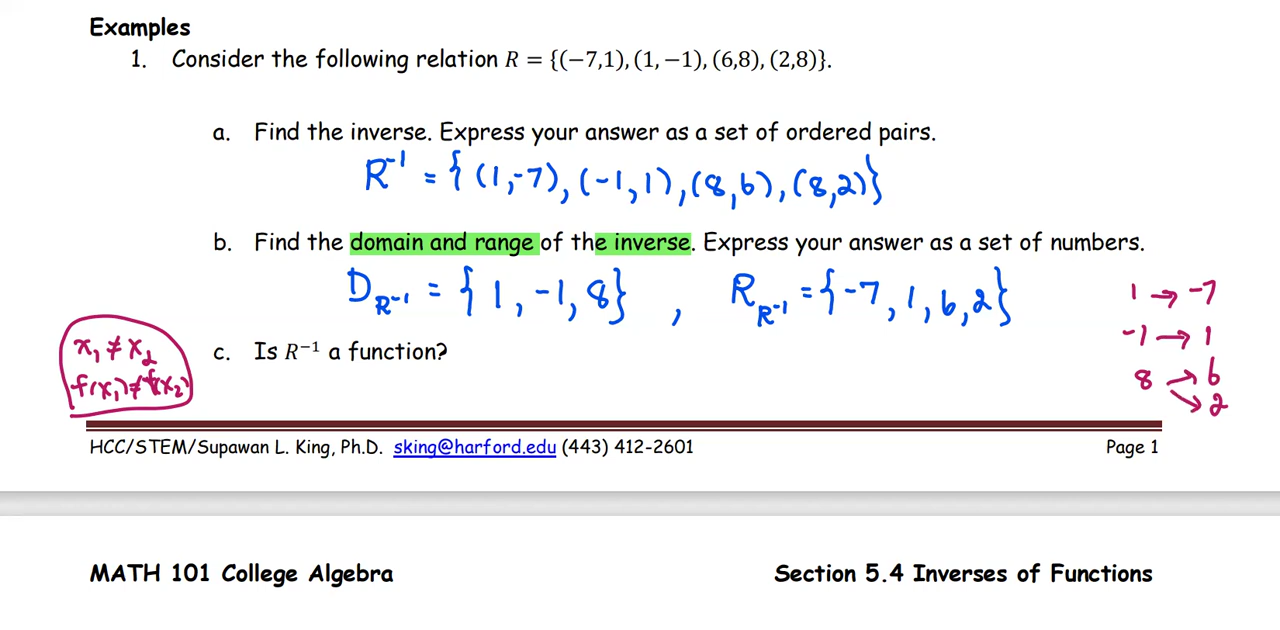 Examples
1. Consider the following relation R = {(−7,1), (1, −1), (6,8), (2,8)}.
a. Find the inverse. Express your answer as a set of ordered pairs.
R⁻¹ = { (1,-7), (-1,1), (8,6), (8,2)}
b. Find the domain and range of the inverse. Express your answer as a set of numbers.
D_R⁻¹ = { 1, -1, 8} , R_R⁻¹ = {-7, 1, 6, 2}
1 → -7
-1 → 1
8 → 6
→ 2
x₁ ≠ x₂
f(x₁) ≠ f(x₂)
c. Is R⁻¹ a function?
HCC/STEM/Supawan L. King, Ph.D. sking@harford.edu (443) 412-2601 Page 1
MATH 101 College Algebra Section 5.4 Inverses of Functions